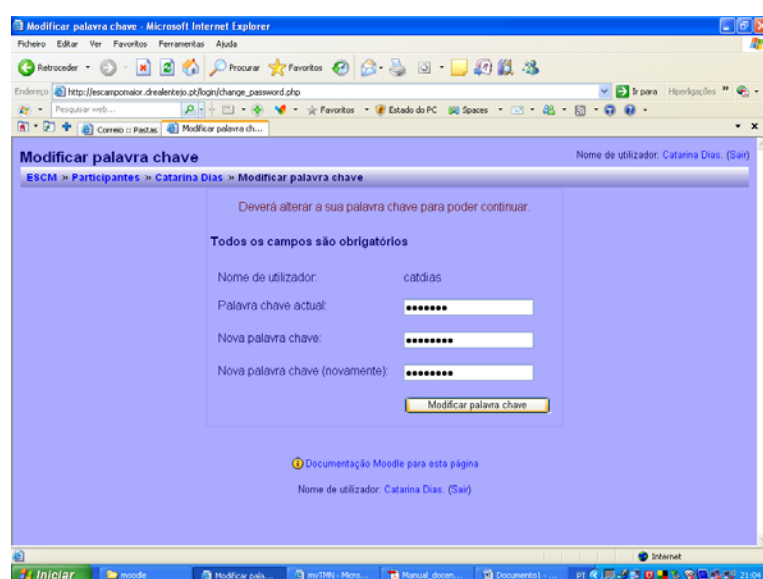 Modificar palavra chave - Microsoft Internet Explorer
Ficheiro Editar Ver Favoritos Ferramentas Ajuda
Retroceder Procurar Favoritos
Endereço http://escampomaior.drealentejo.pt/login/change_password.php Ir para Hiperligações »
Pesquisar web... Favoritos Estado do PC Spaces
Correio :: Pastas Modificar palavra ch...
Modificar palavra chave
Nome de utilizador: Catarina Dias. (Sair)
ESCM » Participantes » Catarina Dias » Modificar palavra chave
Deverá alterar a sua palavra chave para poder continuar.
Todos os campos são obrigatórios
Nome de utilizador: catdias
Palavra chave actual: •••••••
Nova palavra chave: ••••••••
Nova palavra chave (novamente): ••••••••
Modificar palavra chave
Documentação Moodle para esta página
Nome de utilizador: Catarina Dias. (Sair)
Internet
Iniciar moodle Modificar pala... myTMN - Micro... Manual_docen... Documento1 - ... PT 21:04